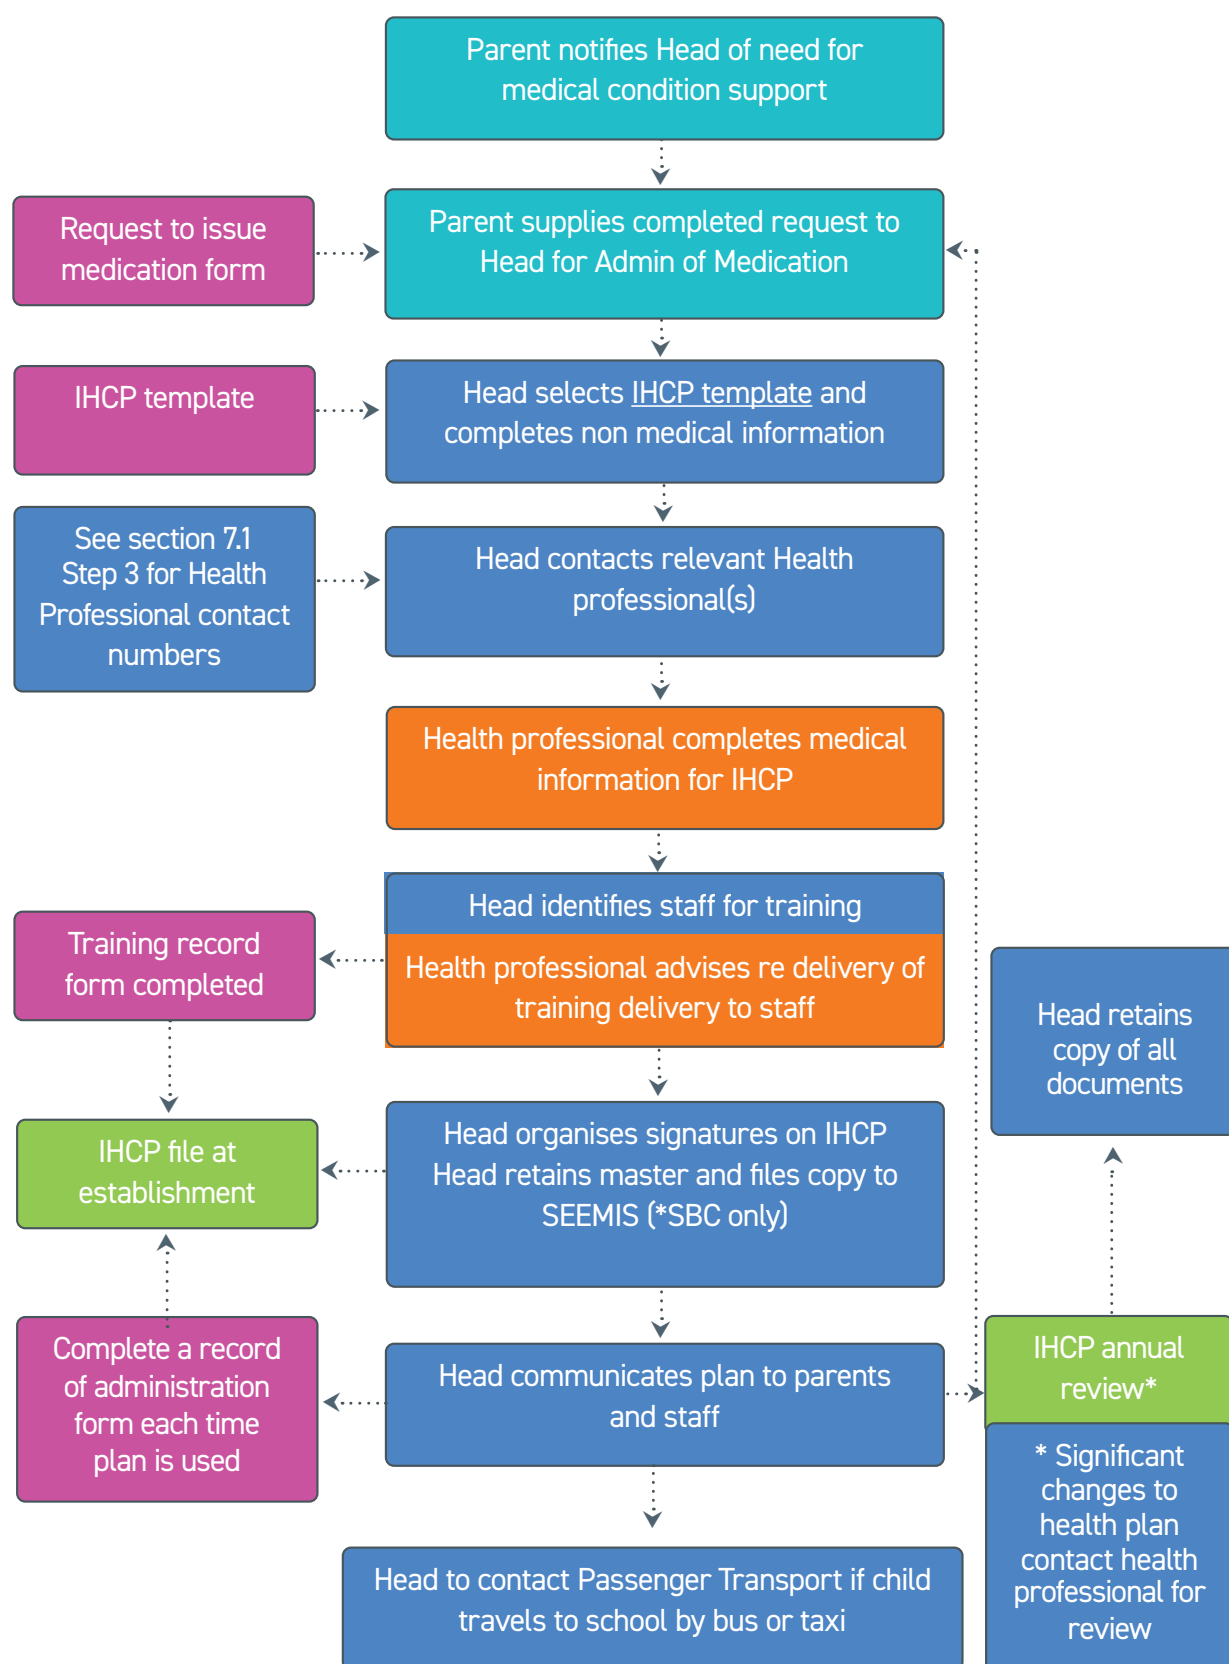 Parent notifies Head of need for
medical condition support
Request to issue
medication form
Parent supplies completed request to
Head for Admin of Medication
IHCP template
Head selects IHCP template and
completes non medical information
See section 7.1
Step 3 for Health
Professional contact
numbers
Head contacts relevant Health
professional(s)
Health professional completes medical
information for IHCP
Head identifies staff for training
Health professional advises re delivery of
training delivery to staff
Training record
form completed
Head retains
copy of all
documents
IHCP file at
establishment
Head organises signatures on IHCP
Head retains master and files copy to
SEEMIS (*SBC only)
Complete a record
of administration
form each time
plan is used
Head communicates plan to parents
and staff
IHCP annual
review*
* Significant
changes to
health plan
contact health
professional for
review
Head to contact Passenger Transport if child
travels to school by bus or taxi